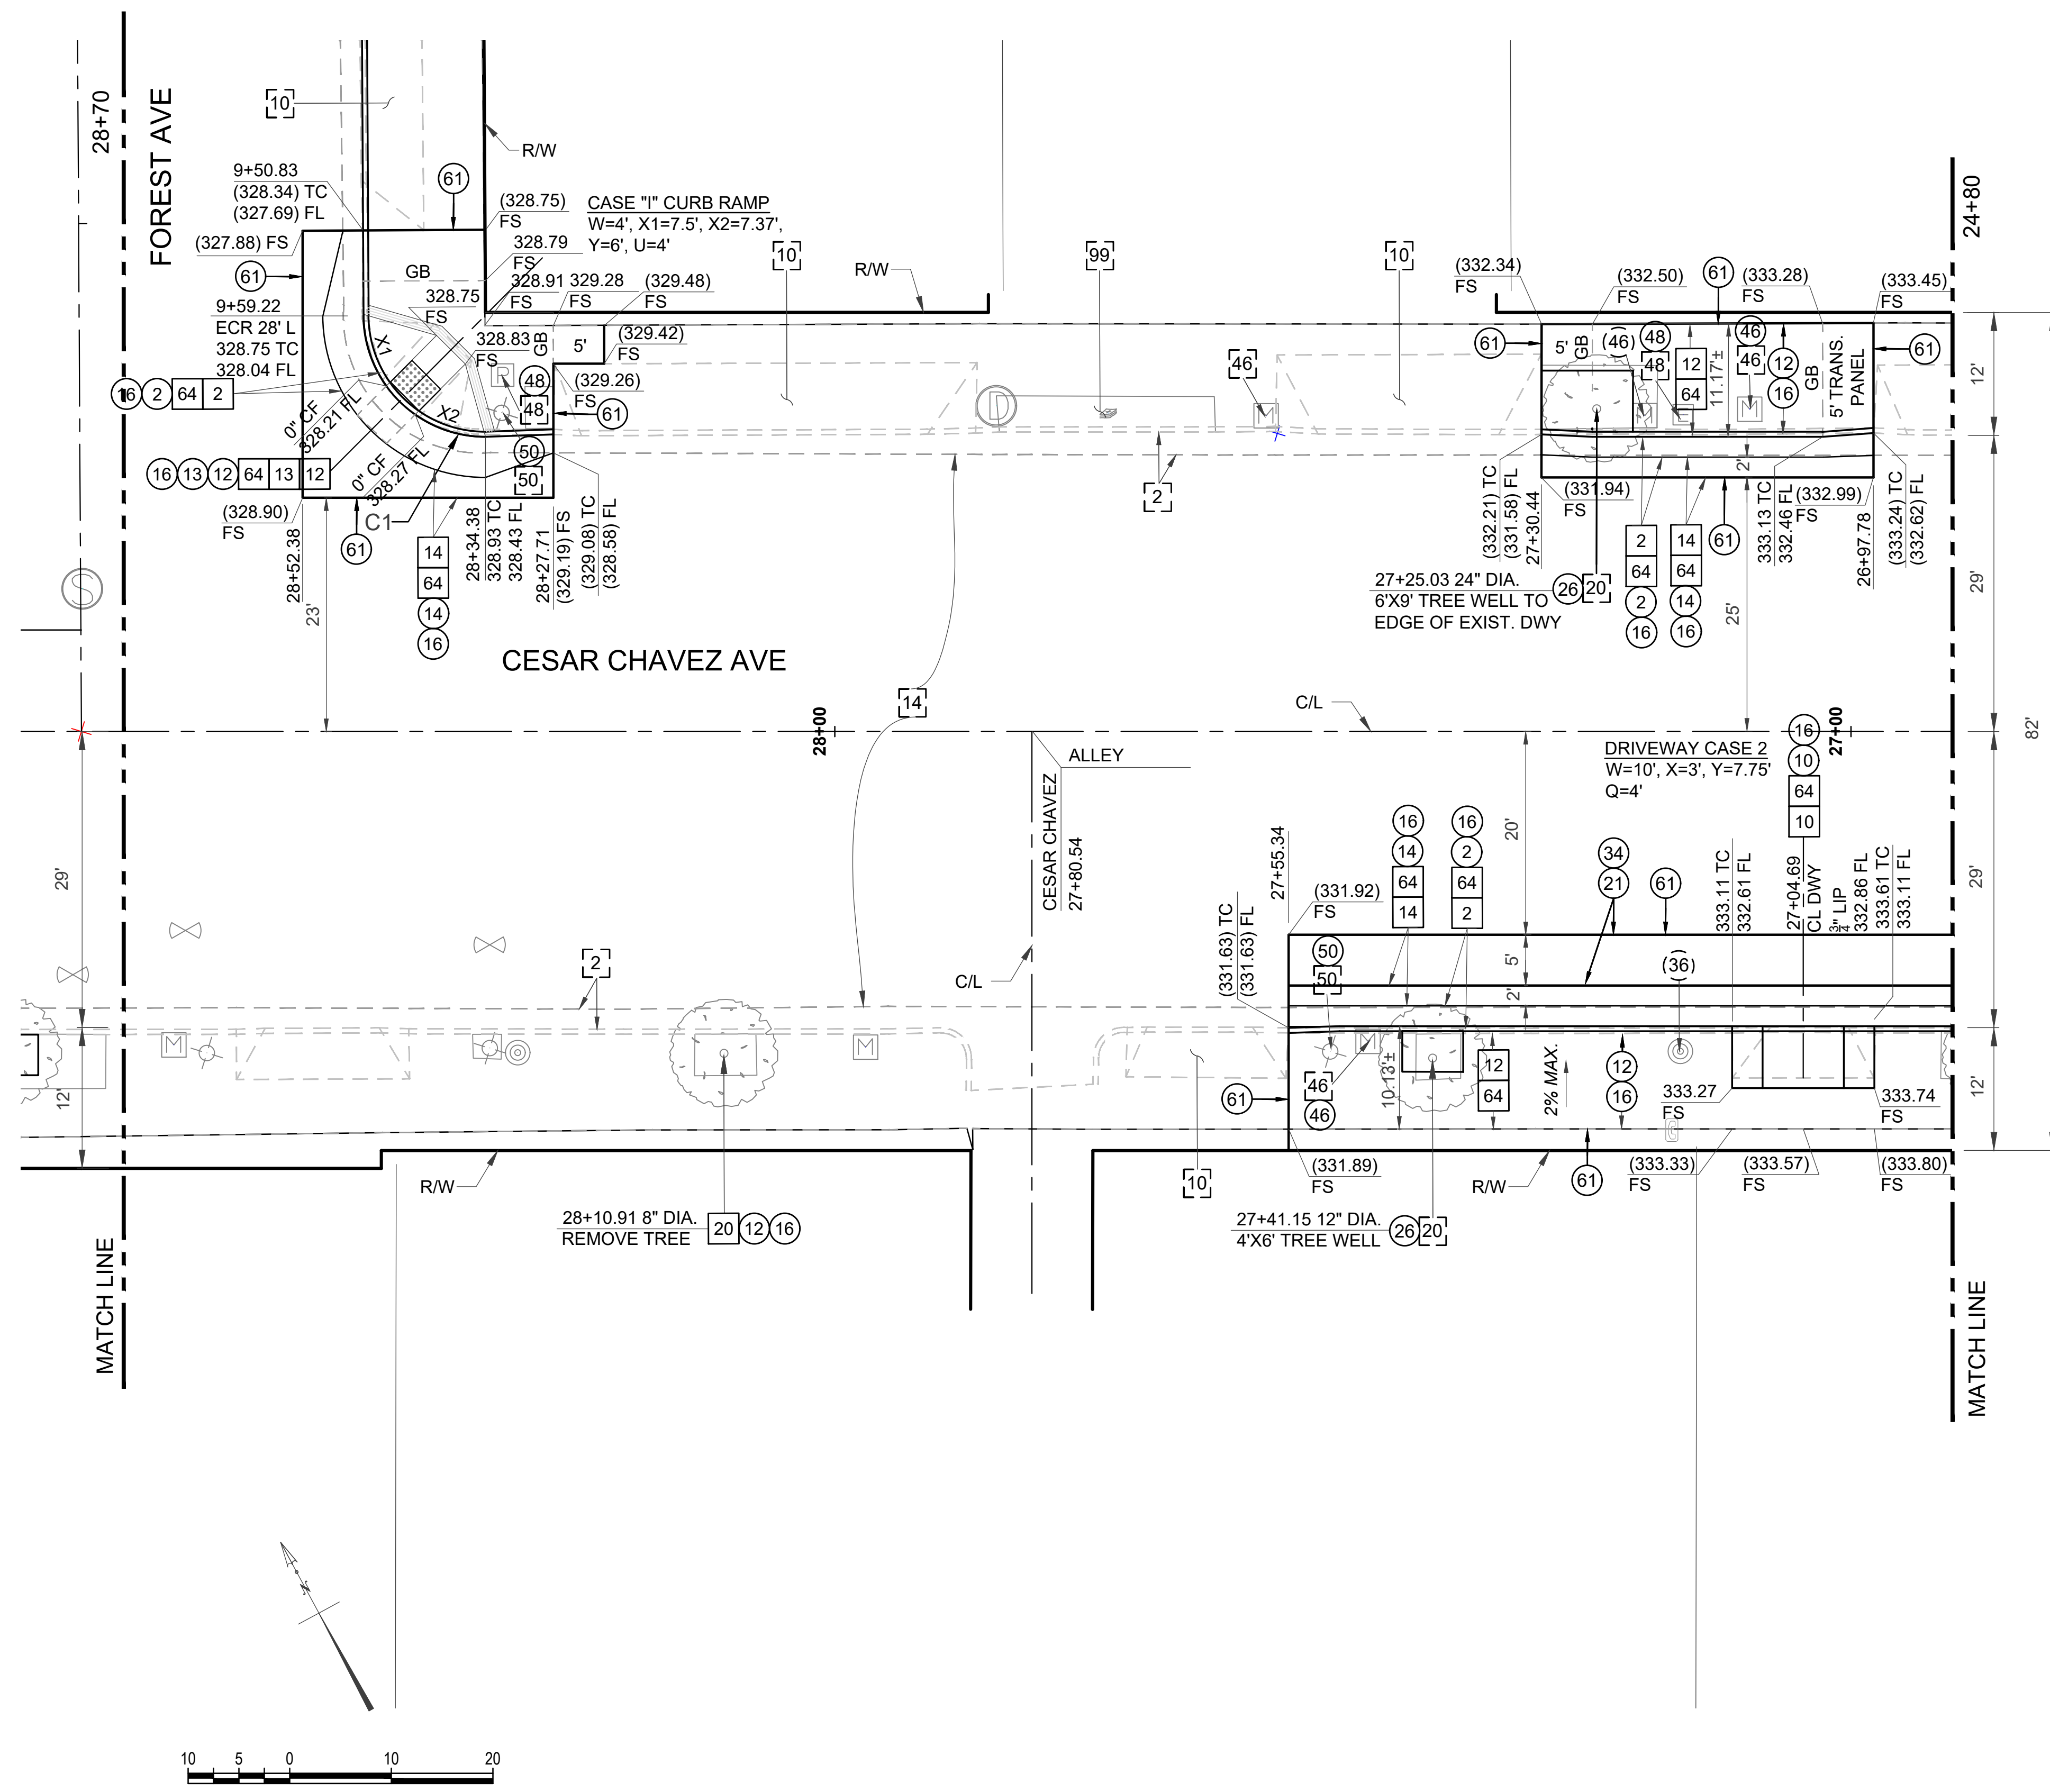 28+70
FOREST AVE
10
R/W
9+50.83
(328.34) TC
(327.69) FL
61
(328.75)
FS
CASE "I" CURB RAMP
W=4', X1=7.5', X2=7.37',
Y=6', U=4'
(327.88) FS
61
GB
328.79
FS
328.91
FS
329.28
FS
(329.48)
FS
328.75
FS
9+59.22
ECR 28' L
328.75 TC
328.04 FL
X1
X2
328.83
FS
GB
5'
(329.42)
FS
(329.26)
FS
R
48
48
61
16 2 64 2
0" CF
328.21 FL
16 13 12 64 13 12
0" CF
328.27 FL
C1
50
50
(328.90)
FS
28+52.38
61
23'
14
64
14
16
28+34.38
328.93 TC
328.43 FL
28+27.71
(329.19) FS
(329.08) TC
(328.58) FL
S
10
99
10
R/W
D
46
M
2
24+80
(332.34)
FS
(332.50)
FS
61
(333.28)
FS
(333.45)
FS
61
5'
GB
(46)
48
48
12
64
11.17'±
46
46
12
16
GB
5' TRANS.
PANEL
61
M
E
M
2'
12'
(331.94)
FS
(332.99)
FS
(332.21) TC
(331.58) FL
27+30.44
2
64
2
16
14
64
14
16
61
333.13 TC
332.46 FL
26+97.78
(333.24) TC
(332.62) FL
27+25.03 24" DIA.
6'X9' TREE WELL TO
EDGE OF EXIST. DWY
26 20
25'
29'
CESAR CHAVEZ AVE
14
C/L
28+00
27+00
82'
ALLEY
CESAR CHAVEZ
27+80.54
C/L
DRIVEWAY CASE 2
W=10', X=3', Y=7.75'
Q=4'
16
10
64
10
29'
20'
27+55.34
16
14
64
14
16
2
64
2
34
21
61
333.11 TC
332.61 FL
27+04.69
CL DWY
3/4" LIP
332.86 FL
333.61 TC
333.11 FL
29'
(331.92)
FS
(331.63) TC
(331.63) FL
50
50
5'
2'
(36)
2
M
M
M
46
46
61
10.13'±
12
64
2% MAX.
12
16
333.27
FS
333.74
FS
12'
12'
(331.89)
FS
61
(333.33)
FS
(333.57)
FS
(333.80)
FS
R/W
10
R/W
28+10.91 8" DIA.
REMOVE TREE
20 12 16
27+41.15 12" DIA.
4'X6' TREE WELL
26 20
MATCH LINE
MATCH LINE
N
10 5 0 10 20